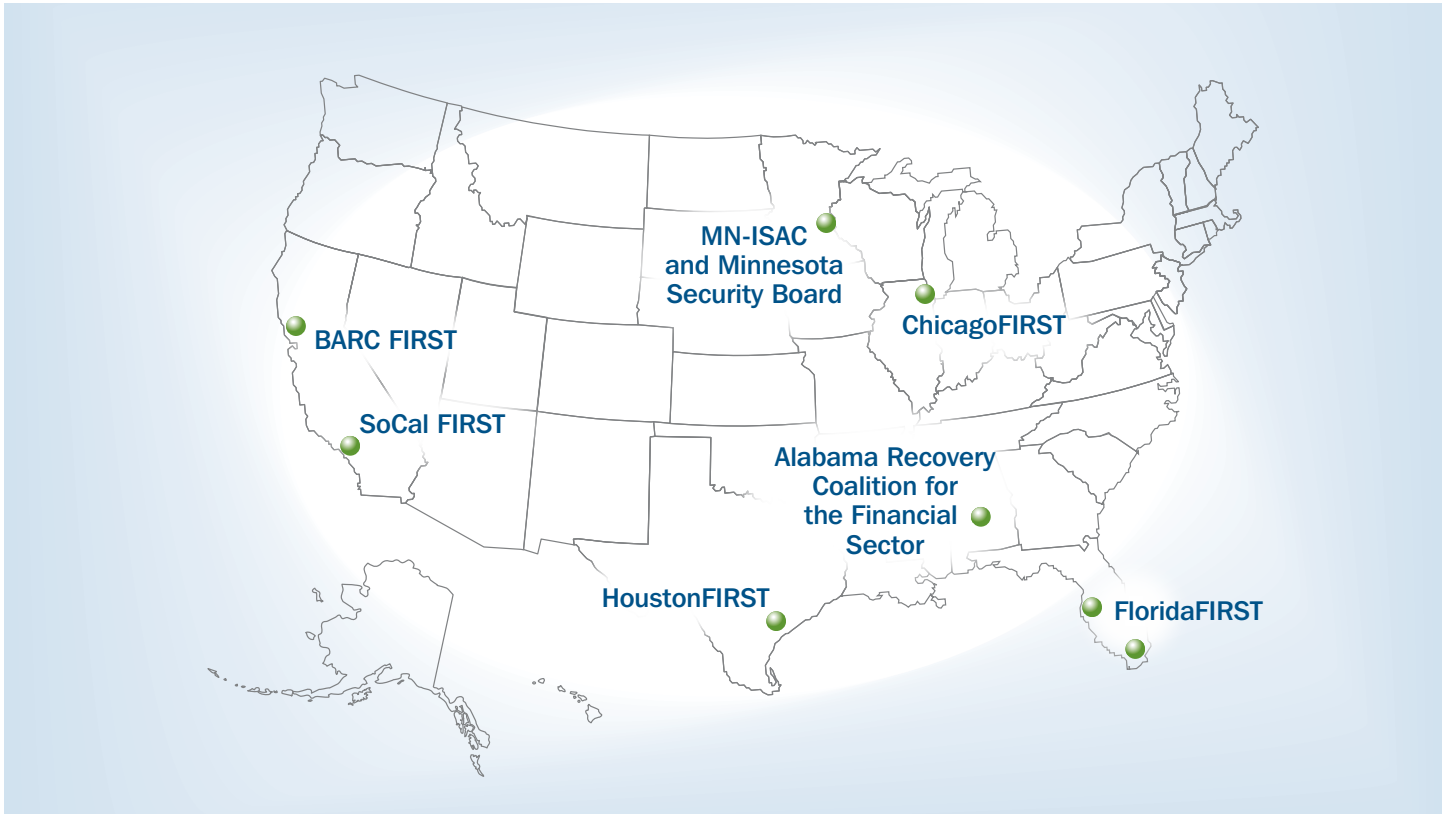 MN-ISAC
and Minnesota
Security Board
ChicagoFIRST
BARC FIRST
SoCal FIRST
Alabama Recovery
Coalition for
the Financial
Sector
HoustonFIRST
FloridaFIRST